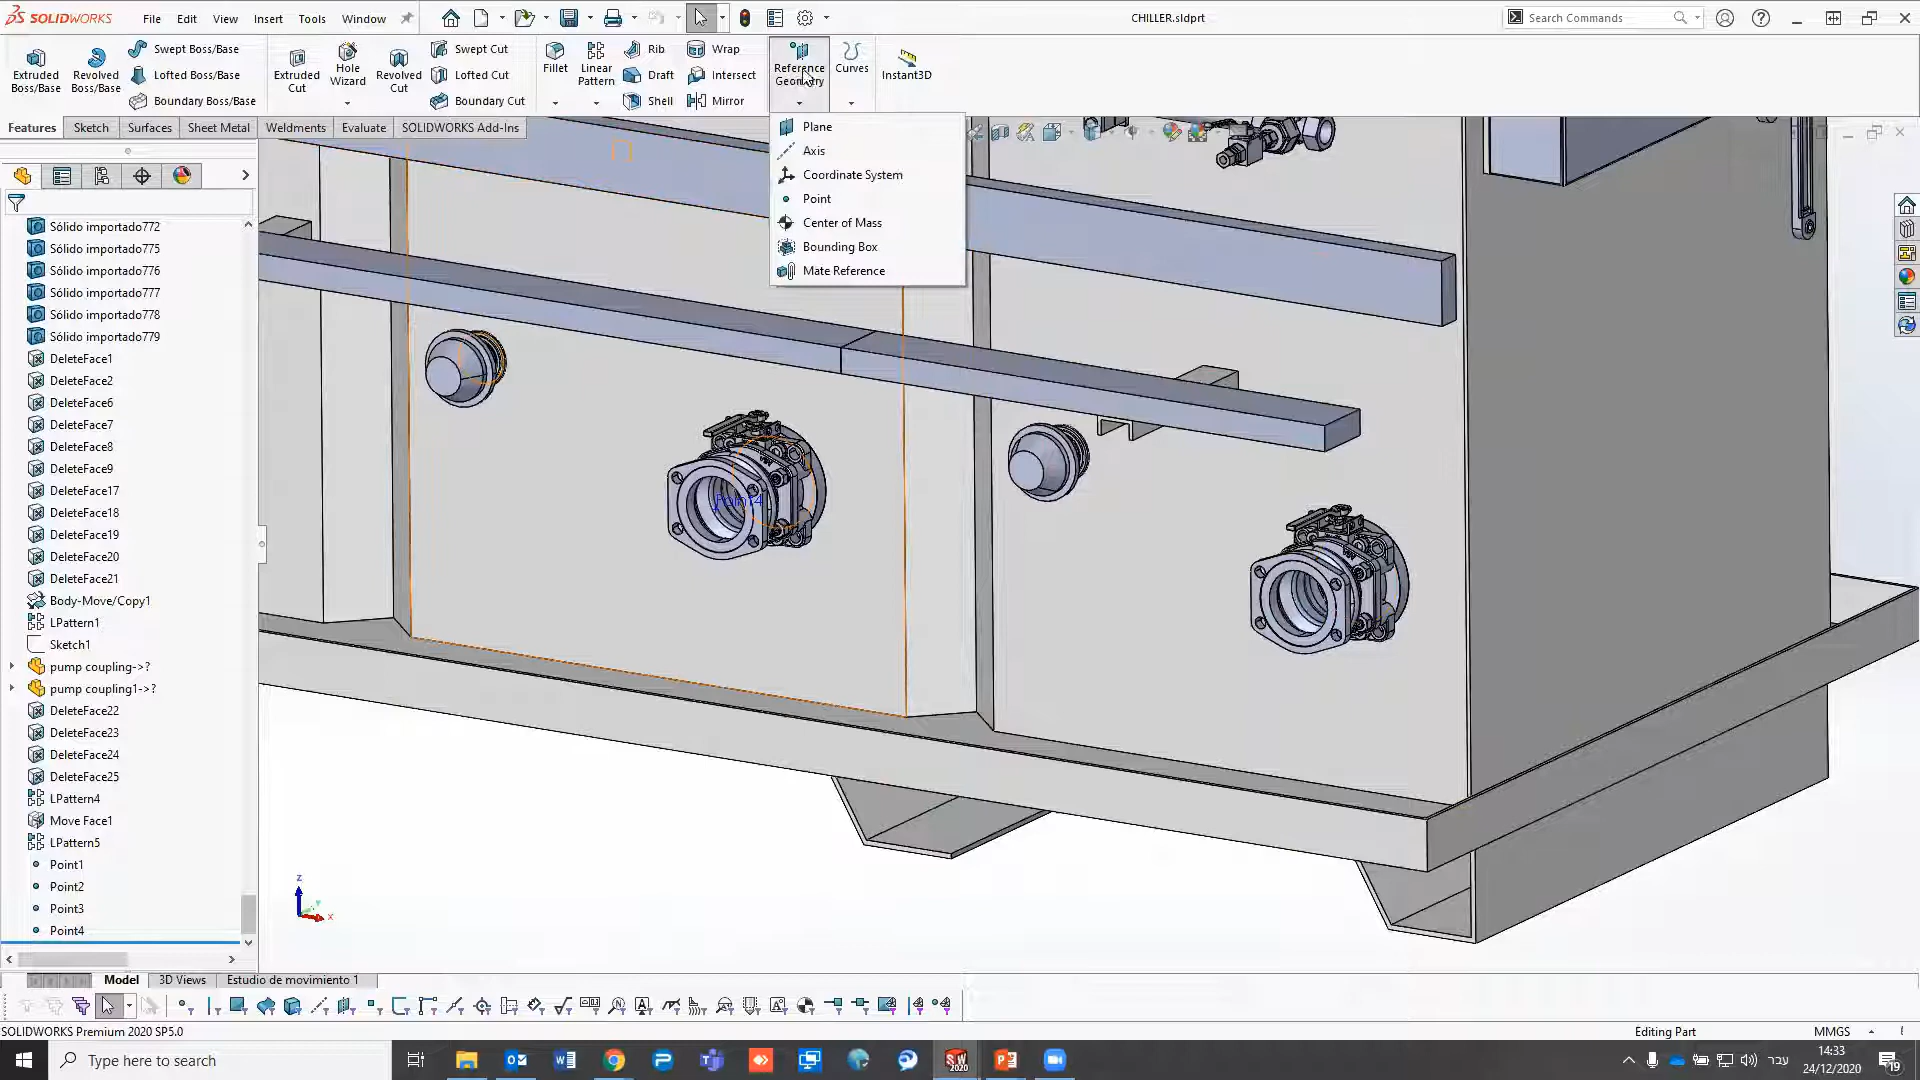 SOLIDWORKS
File Edit View Insert Tools Window
CHILLER.sldprt
Search Commands
Extruded Boss/Base
Revolved Boss/Base
Swept Boss/Base
Lofted Boss/Base
Boundary Boss/Base
Extruded Cut
Hole Wizard
Revolved Cut
Swept Cut
Lofted Cut
Boundary Cut
Fillet
Linear Pattern
Rib
Draft
Shell
Wrap
Intersect
Mirror
Reference Geometry
Curves
Instant3D
Features Sketch Surfaces Sheet Metal Weldments Evaluate SOLIDWORKS Add-Ins
Plane
Axis
Coordinate System
Point
Center of Mass
Bounding Box
Mate Reference
Sólido importado772
Sólido importado775
Sólido importado776
Sólido importado777
Sólido importado778
Sólido importado779
DeleteFace1
DeleteFace2
DeleteFace6
DeleteFace7
DeleteFace8
DeleteFace9
DeleteFace17
DeleteFace18
DeleteFace19
DeleteFace20
DeleteFace21
Body-Move/Copy1
LPattern1
Sketch1
pump coupling->?
pump coupling1->?
DeleteFace22
DeleteFace23
DeleteFace24
DeleteFace25
LPattern4
Move Face1
LPattern5
Point1
Point2
Point3
Point4
Point4
z
y
x
Model 3D Views Estudio de movimiento 1
SOLIDWORKS Premium 2020 SP5.0
Editing Part
MMGS
Type here to search
SW 2020
עבר
14:33
24/12/2020
19